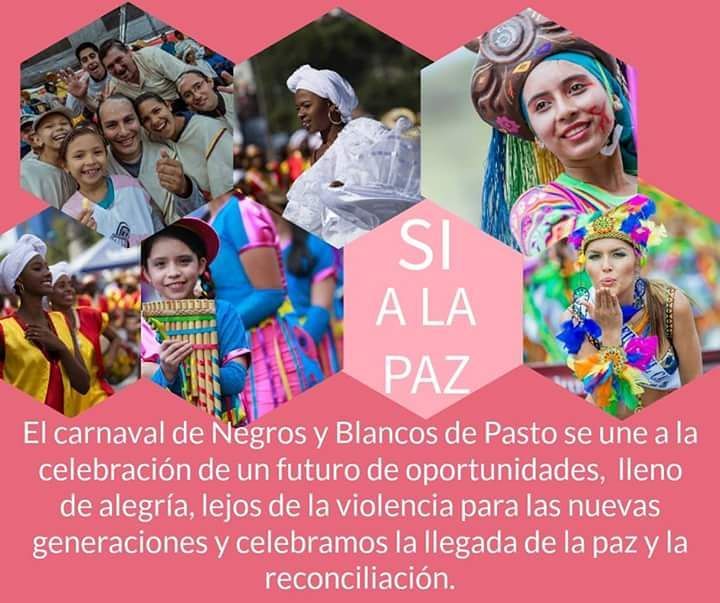 SI
A LA
PAZ
El carnaval de Negros y Blancos de Pasto se une a la
celebración de un futuro de oportunidades, lleno
de alegría, lejos de la violencia para las nuevas
generaciones y celebramos la llegada de la paz y la
reconciliación.